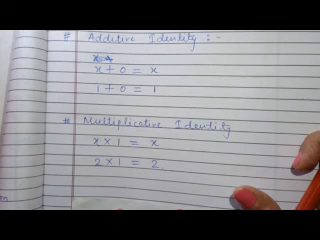 # Additive Identity :-
x + 0 = x
1 + 0 = 1
# Multiplicative Identity
x × 1 = x
2 × 1 = 2